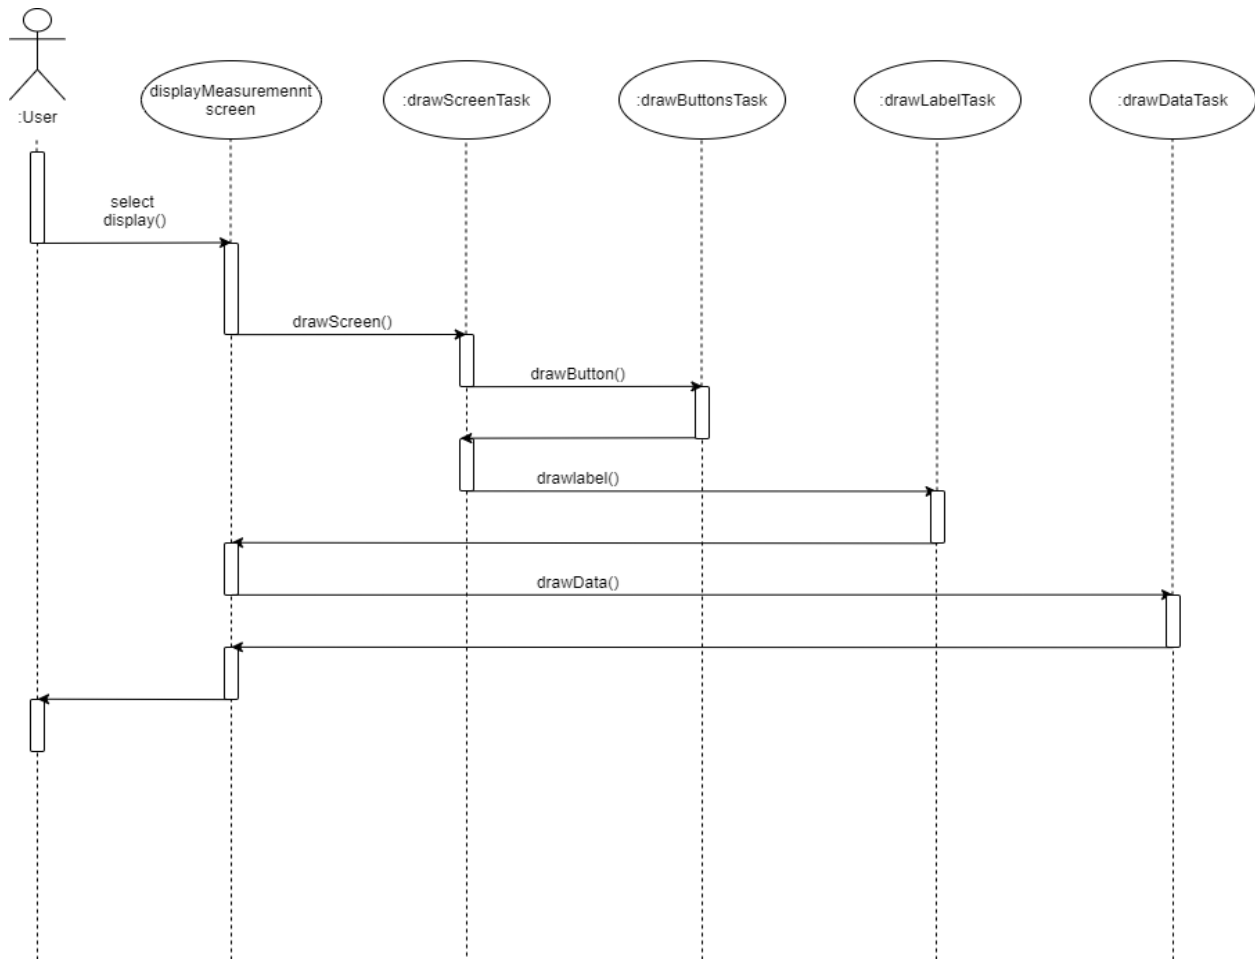 :User
displayMeasuremennt
screen
:drawScreenTask
:drawButtonsTask
:drawLabelTask
:drawDataTask
select
display()
drawScreen()
drawButton()
drawlabel()
drawData()